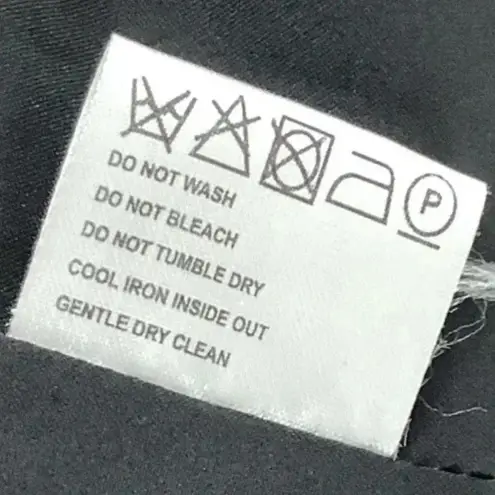 P
DO NOT WASH
DO NOT BLEACH
DO NOT TUMBLE DRY
COOL IRON INSIDE OUT
GENTLE DRY CLEAN